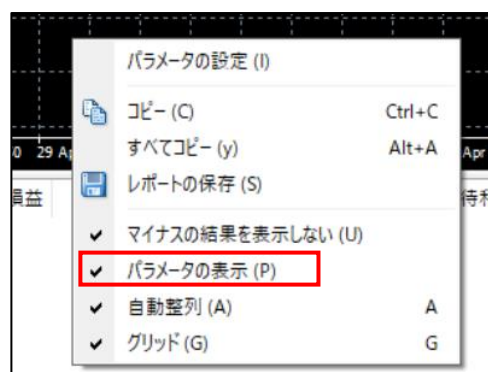 パラメータの設定 (I)
コピー (C) Ctrl+C
29 Ap
すべてコピー (y) Alt+A
Apr
レポートの保存 (S)
損益
マイナスの結果を表示しない (U)
パラメータの表示 (P)
自動整列 (A) A
グリッド (G) G